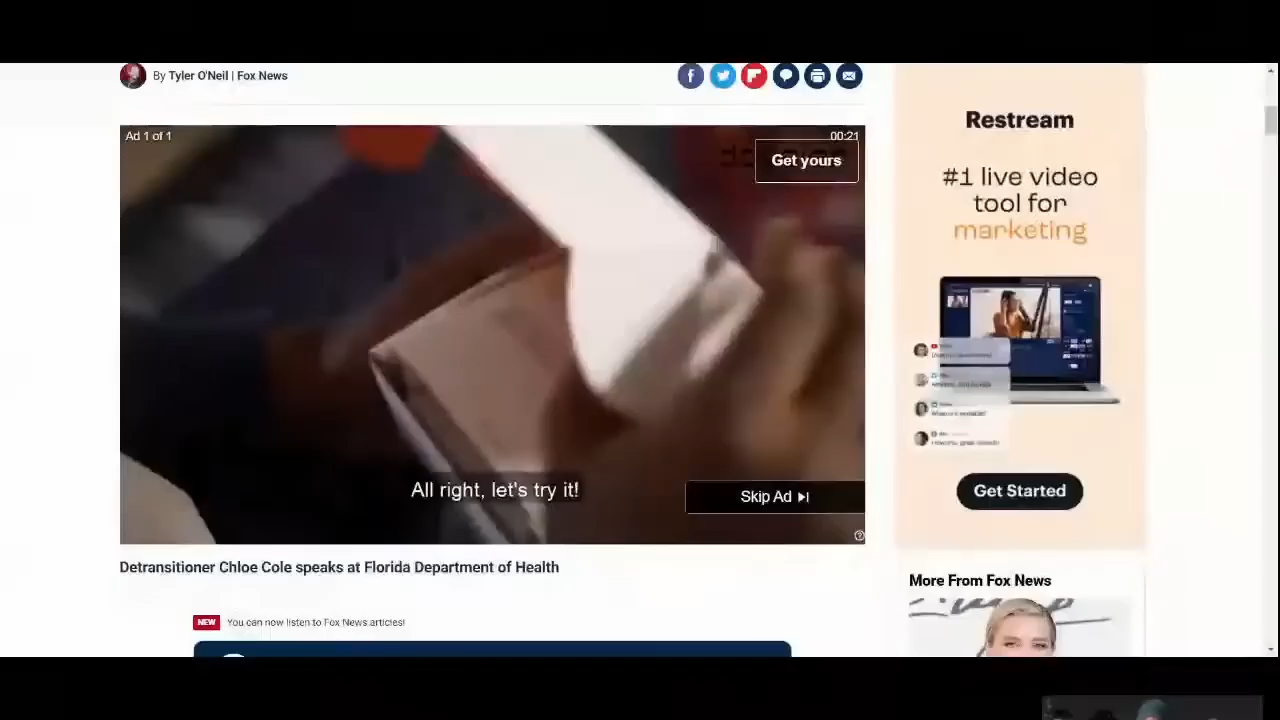 By Tyler O'Neil | Fox News
Ad 1 of 1
00:21
Get yours
All right, let's try it!
Skip Ad
Detransitioner Chloe Cole speaks at Florida Department of Health
NEW You can now listen to Fox News articles!
Restream
#1 live video
tool for
marketing
Get Started
More From Fox News